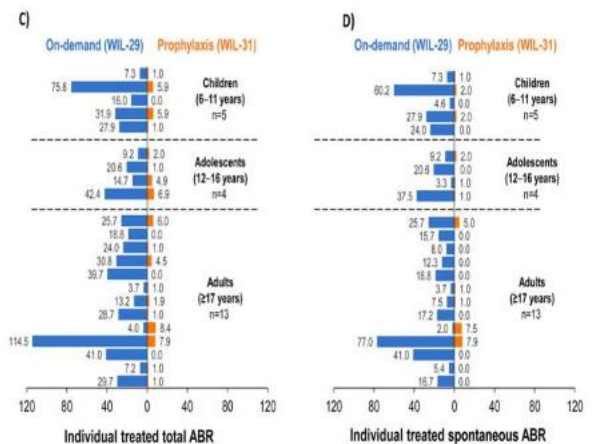 C)
On-demand (WIL-29) Prophylaxis (WIL-31)
7.3 1.0
75.8 5.9
16.0 0.0
31.9 5.9
27.9 1.0
Children
(6–11 years)
n=5
9.2 2.0
20.6 1.0
14.7 4.9
42.4 6.9
Adolescents
(12–16 years)
n=4
25.7 6.0
18.8 0.0
24.0 1.0
30.8 4.5
39.7 0.0
3.7 1.0
13.2 1.9
28.7 1.0
4.0 8.4
114.5 7.9
41.0 0.0
7.2 1.0
29.7 1.0
Adults
(≥17 years)
n=13
120 80 40 0 40 80 120
Individual treated total ABR
D)
On-demand (WIL-29) Prophylaxis (WIL-31)
7.3 1.0
60.2 2.0
4.6 0.0
27.9 2.0
24.0 0.0
Children
(6–11 years)
n=5
9.2 2.0
20.6 0.0
3.3 1.0
37.5 1.0
Adolescents
(12–16 years)
n=4
25.7 5.0
15.7 0.0
8.0 0.0
12.3 0.0
18.8 0.0
3.7 1.0
7.5 1.0
17.2 0.0
2.0 7.5
77.0 7.9
41.0 0.0
5.4 0.0
16.7 0.0
Adults
(≥17 years)
n=13
120 80 40 0 40 80 120
Individual treated spontaneous ABR